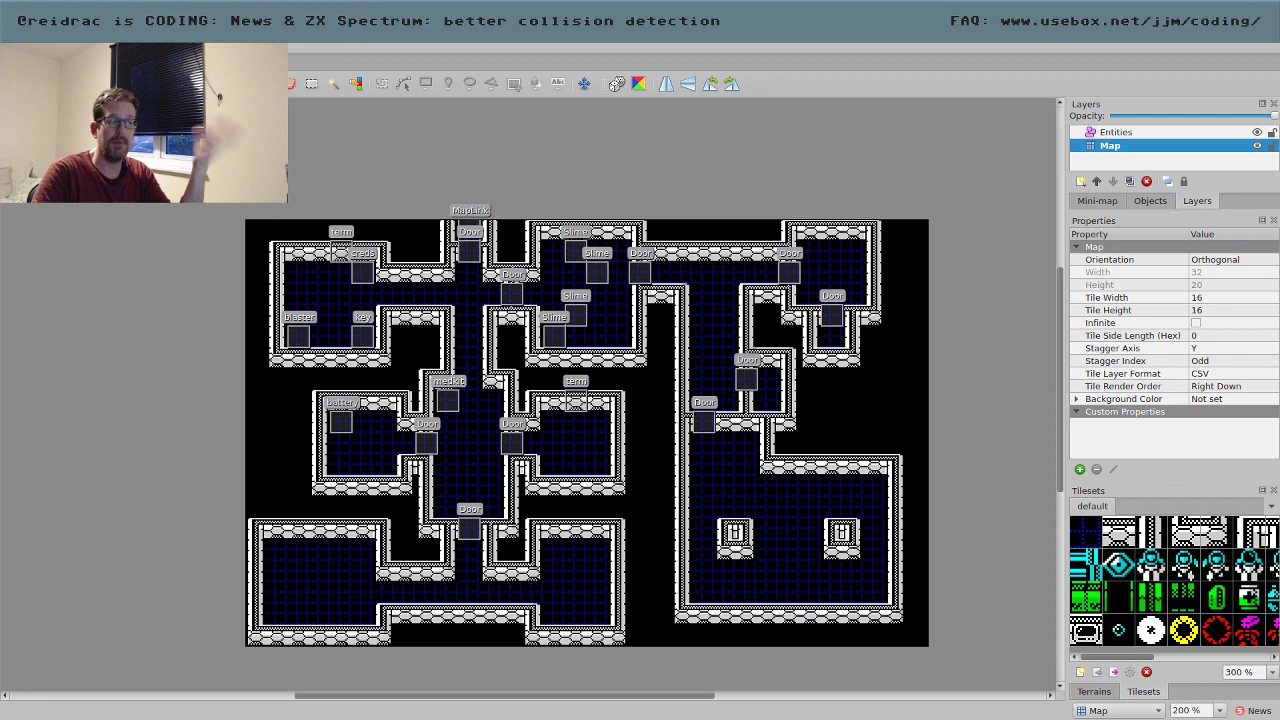 @reidrac is CODING: News & ZX Spectrum: better collision detection
FAQ: www.usebox.net/jjm/coding/
Abc
Layers
Opacity:
Entities
Map
Mini-map
Objects
Layers
Properties
Property Value
Map
Orientation Orthogonal
Width 32
Height 20
Tile Width 16
Tile Height 16
Infinite
Tile Side Length (Hex) 0
Stagger Axis Y
Stagger Index Odd
Tile Layer Format CSV
Tile Render Order Right Down
Background Color Not set
Custom Properties
Tilesets
default
300 %
Terrains
Tilesets
Map
200 %
News
MapLink
term
Door
Slime
creds
Slime
Door
Door
Door
Slime
Door
blaster
key
Slime
Door
medkit
term
battery
Door
Door
Door
Door